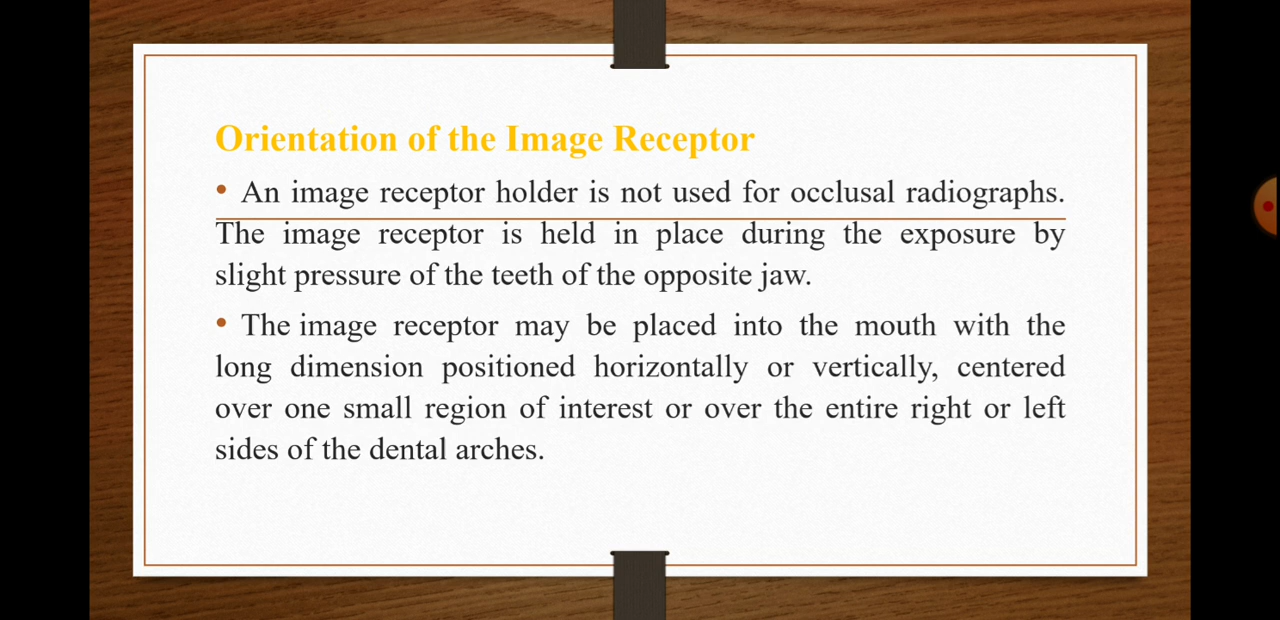 Orientation of the Image Receptor
• An image receptor holder is not used for occlusal radiographs.
The image receptor is held in place during the exposure by
slight pressure of the teeth of the opposite jaw.
• The image receptor may be placed into the mouth with the
long dimension positioned horizontally or vertically, centered
over one small region of interest or over the entire right or left
sides of the dental arches.